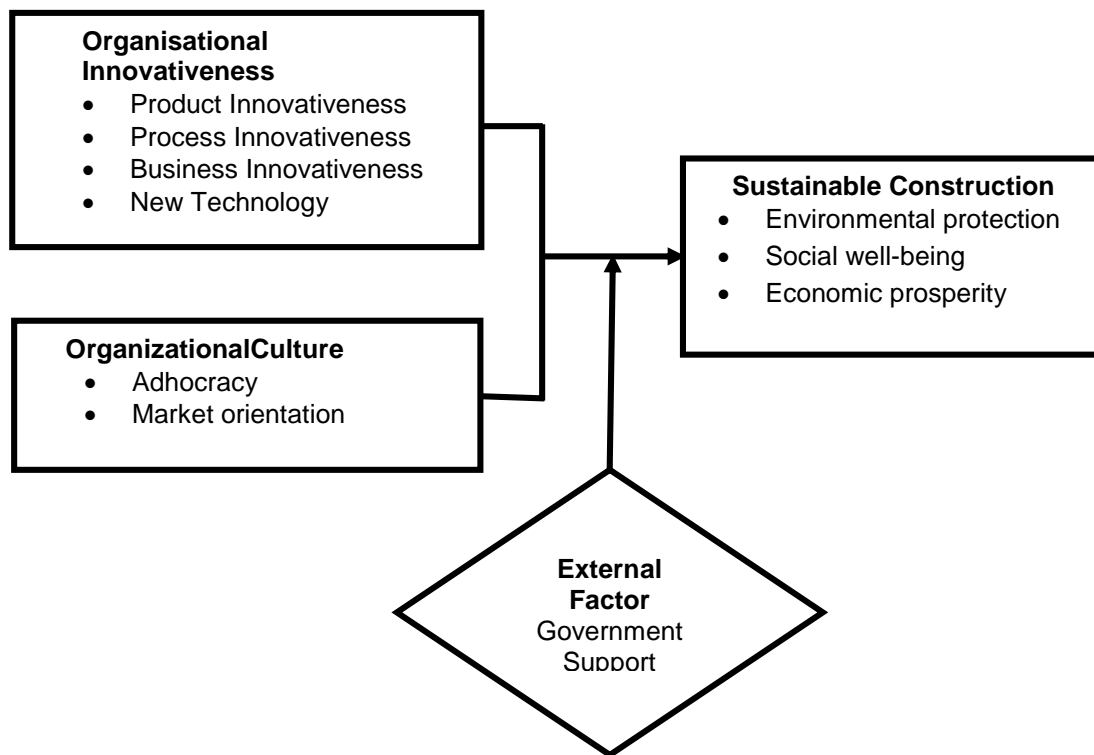 Organisational
Innovativeness
• Product Innovativeness
• Process Innovativeness
• Business Innovativeness
• New Technology
OrganizationalCulture
• Adhocracy
• Market orientation
Sustainable Construction
• Environmental protection
• Social well-being
• Economic prosperity
External
Factor
Government
Support